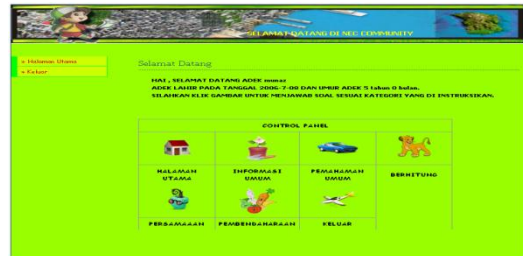 SELAMAT DATANG DI NEC COMMUNITY
» Halaman Utama
» Keluar
Selamat Datang
HAI , SELAMAT DATANG ADEK mumaz
ADEK LAHIR PADA TANGGAL 2006-7-08 DAN UMUR ADEK 5 tahun 0 bulan.
SILAHKAN KLIK GAMBAR UNTUK MENJAWAB SOAL SESUAI KATEGORI YANG DI INSTRUKSIKAN.
CONTROL PANEL
HALAMAN UTAMA
INFORMASI UMUM
PEMAHAMAN UMUM
BERHITUNG
PERSAMAAAN
PEMBENDAHARAAN
KELUAR